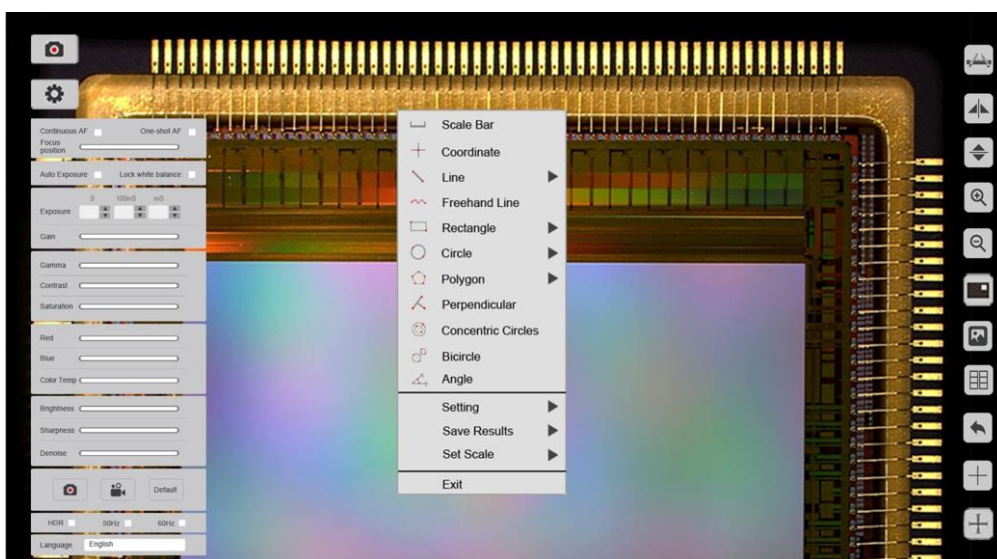 Continuous AF One-shot AF
Focus position
Auto Exposure Lock white balance
S 100mS mS
Exposure
Gain
Gamma
Contrast
Saturation
Red
Blue
Color Temp
Brightness
Sharpness
Denoise
Default
HDR 50Hz 60Hz
Language English
Scale Bar
Coordinate
Line
Freehand Line
Rectangle
Circle
Polygon
Perpendicular
Concentric Circles
Bicircle
Angle
Setting
Save Results
Set Scale
Exit